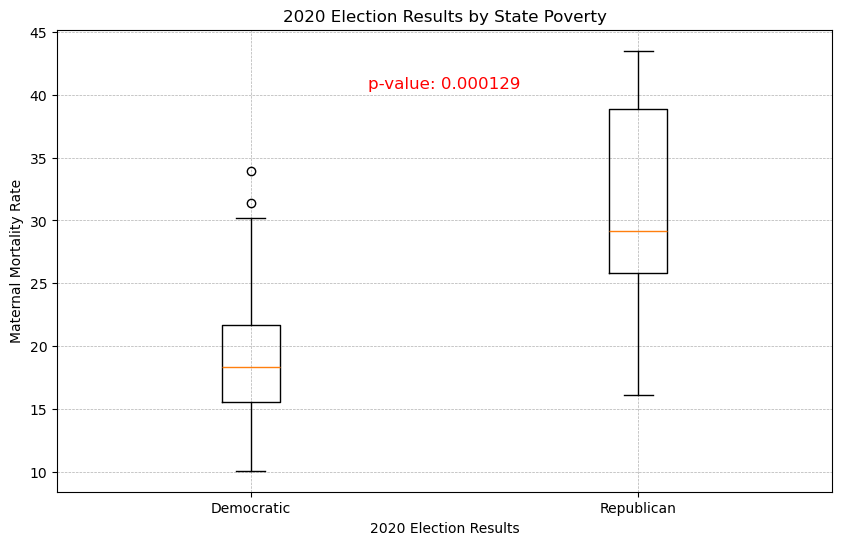 2020 Election Results by State Poverty
45
40
35
30
25
20
15
10
Maternal Mortality Rate
p-value: 0.000129
Democratic
Republican
2020 Election Results